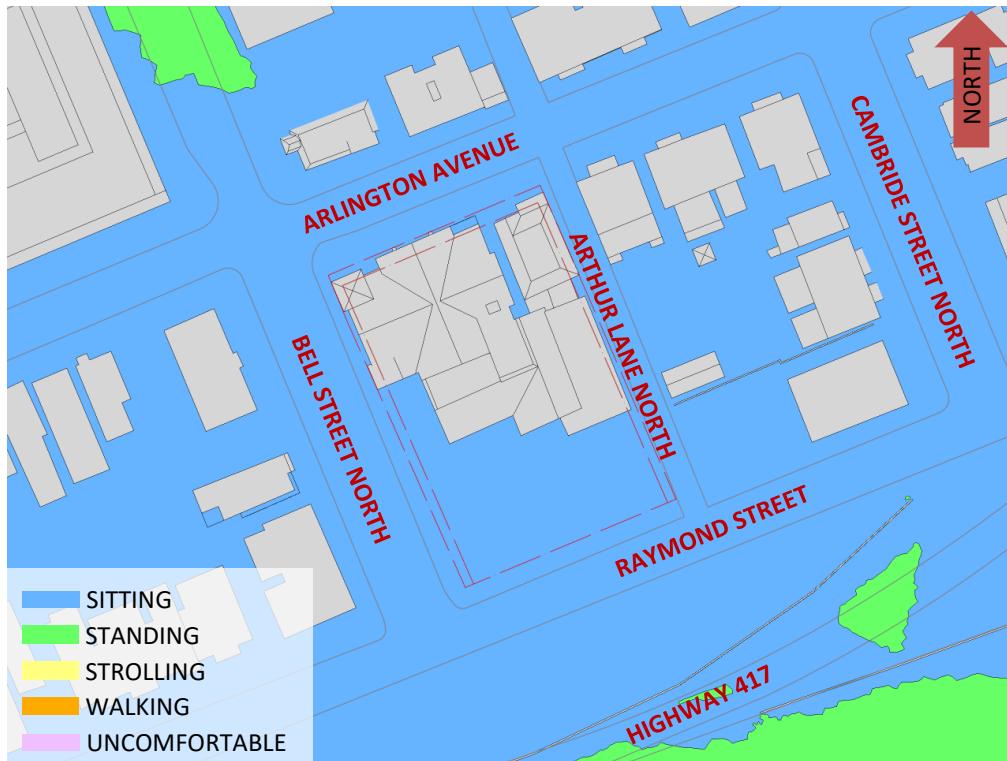 NORTH
ARLINGTON AVENUE
CAMBRIDE STREET NORTH
ARTHUR LANE NORTH
BELL STREET NORTH
RAYMOND STREET
HIGHWAY 417
SITTING
STANDING
STROLLING
WALKING
UNCOMFORTABLE